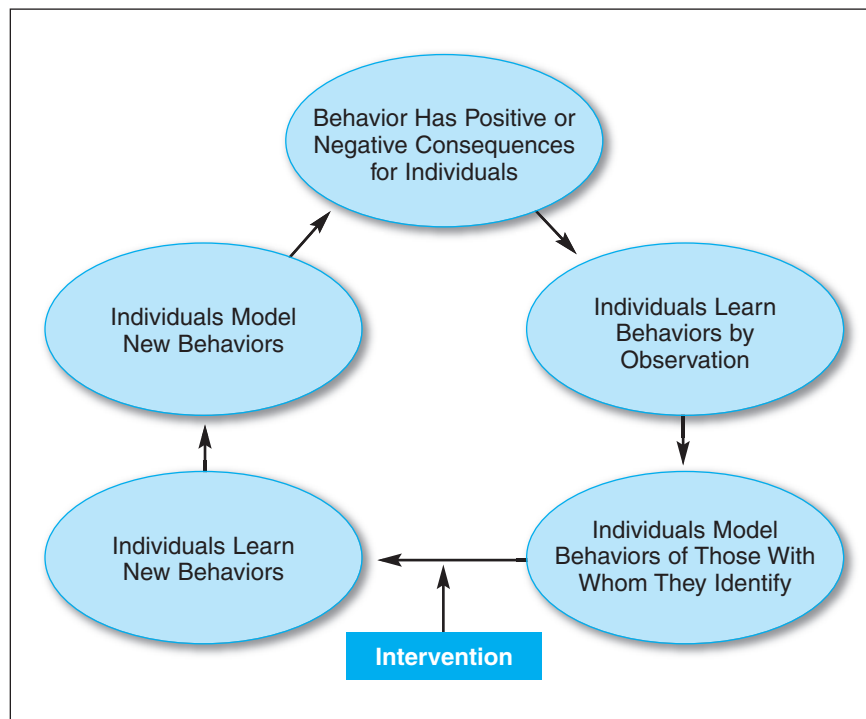 Behavior Has Positive or
Negative Consequences
for Individuals
Individuals Learn
Behaviors by
Observation
Individuals Model
Behaviors of Those With
Whom They Identify
Intervention
Individuals Learn
New Behaviors
Individuals Model
New Behaviors